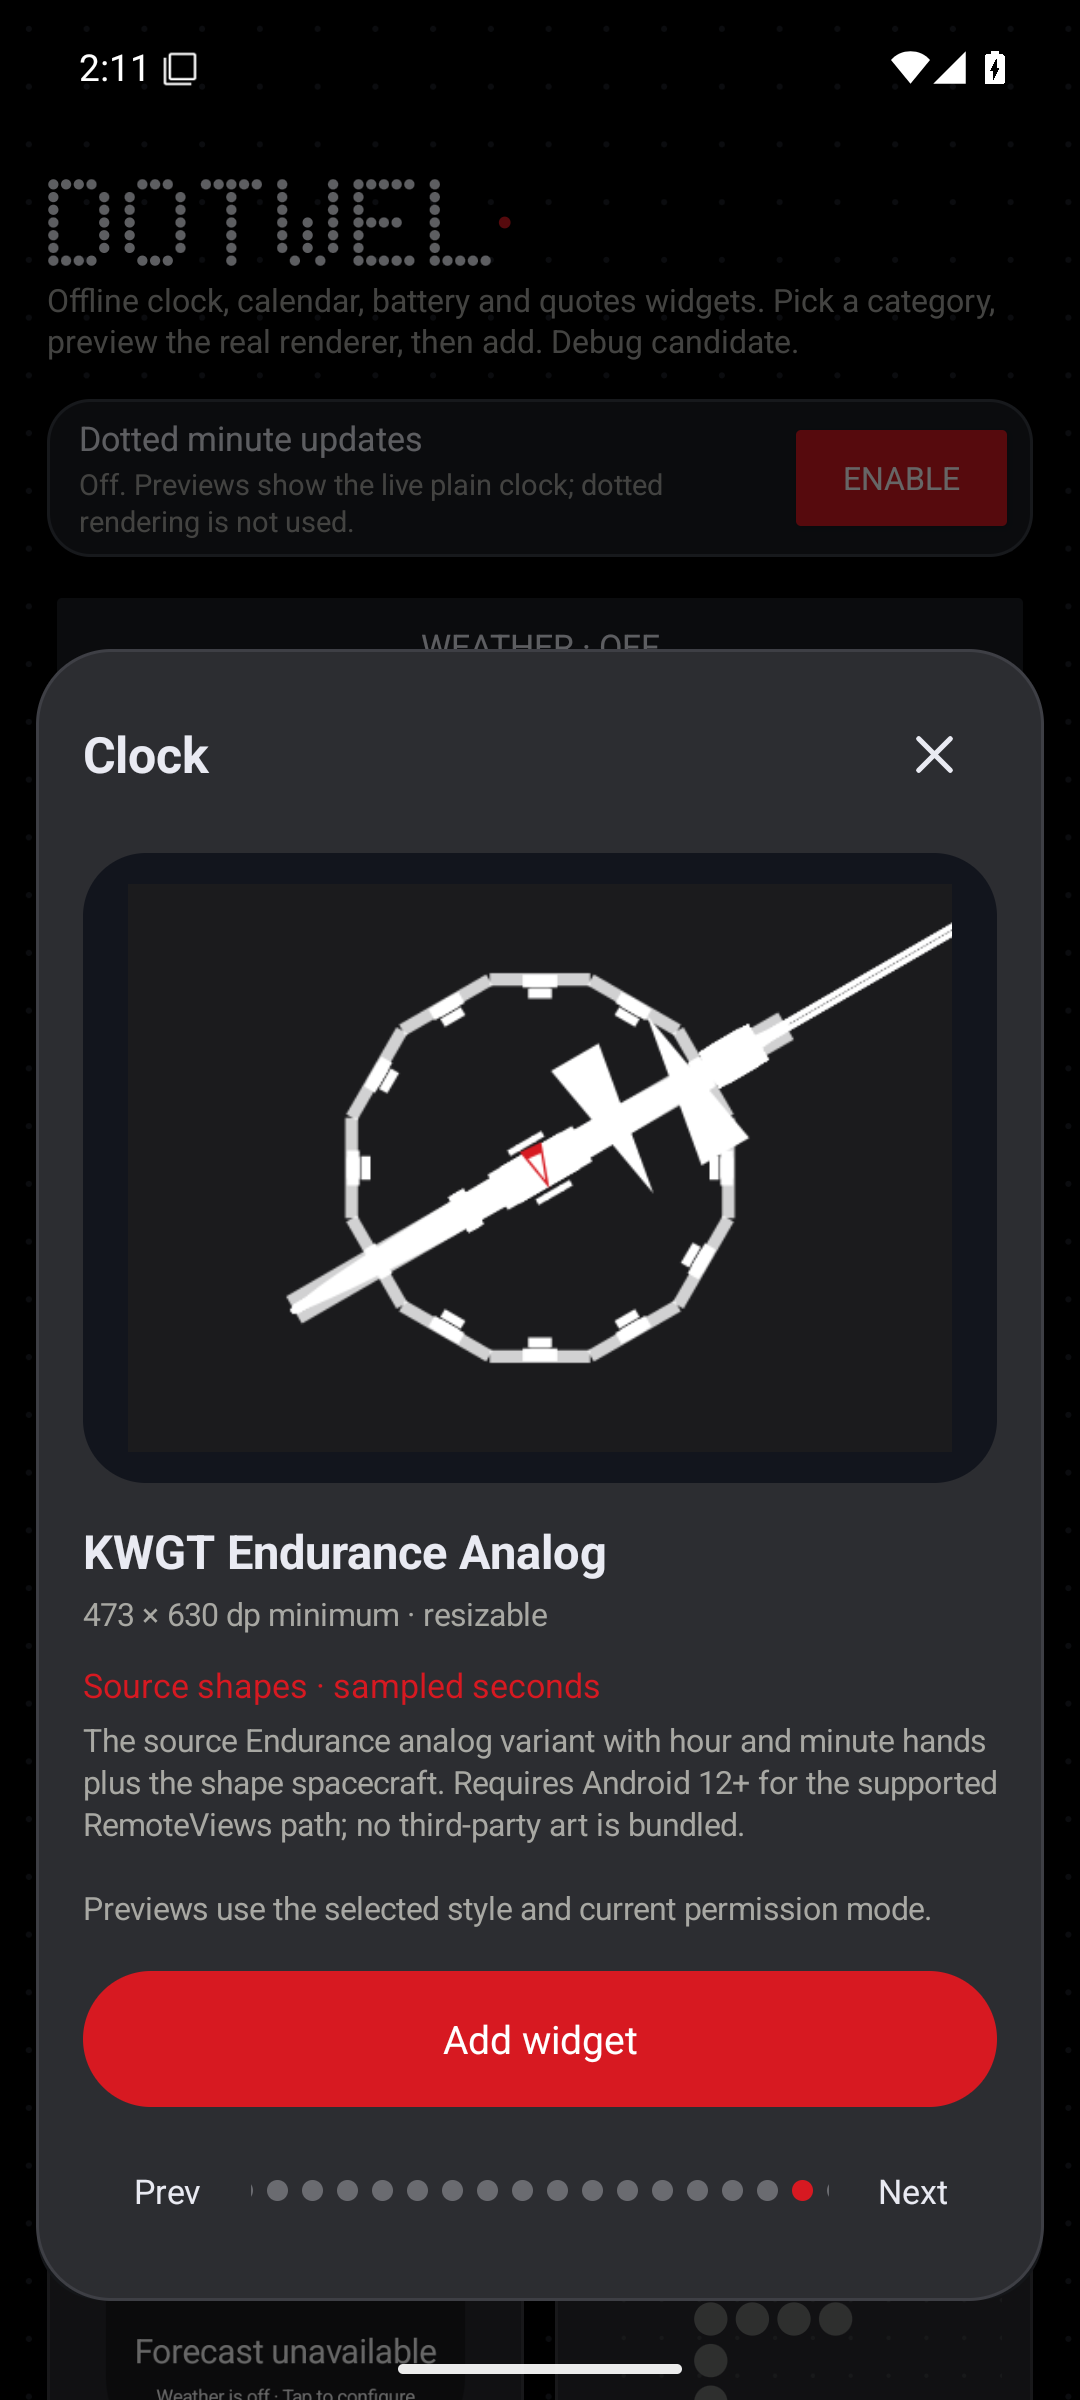 2:11
DOTWEL
Offline clock, calendar, battery and quotes widgets. Pick a category,
preview the real renderer, then add. Debug candidate.
Dotted minute updates
Off. Previews show the live plain clock; dotted
rendering is not used.
ENABLE
WEATHER · OFF
Clock
KWGT Endurance Analog
473 × 630 dp minimum · resizable
Source shapes · sampled seconds
The source Endurance analog variant with hour and minute hands
plus the shape spacecraft. Requires Android 12+ for the supported
RemoteViews path; no third-party art is bundled.
Previews use the selected style and current permission mode.
Add widget
Prev
Next
Forecast unavailable
Weather is off · Tap to configure